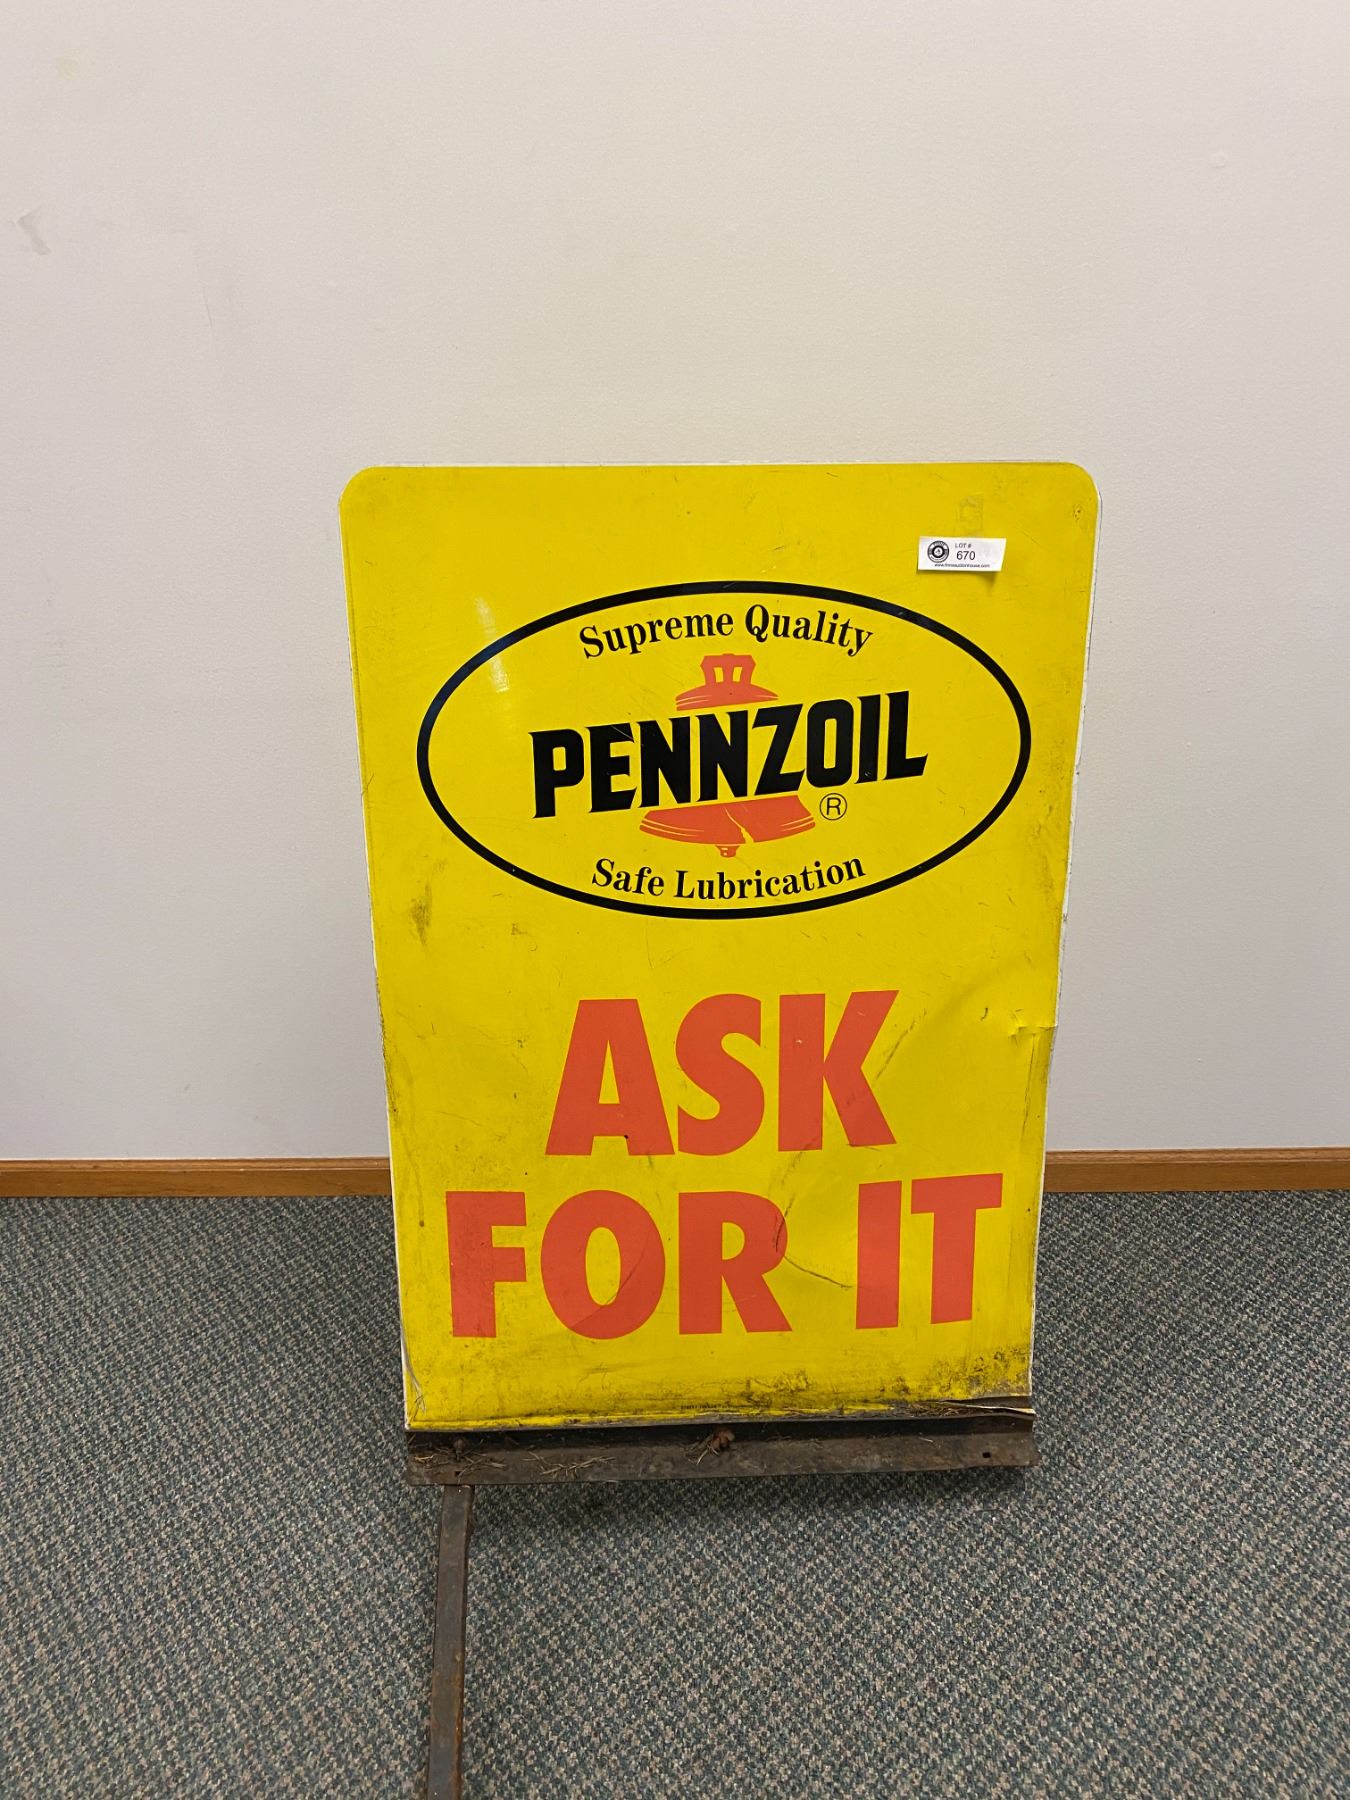 LOT #
670
Supreme Quality
PENNZOIL
®
Safe Lubrication
ASK
FOR IT